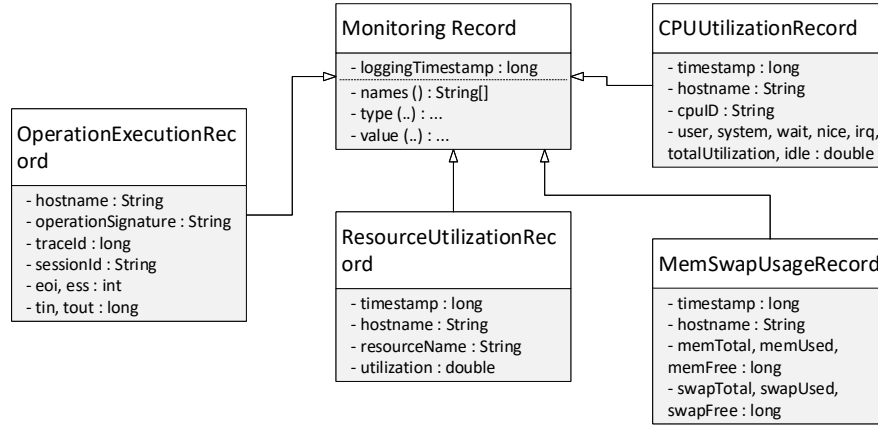 Monitoring Record
- loggingTimestamp : long
- names () : String[]
- type (..) : ...
- value (..) : ...
CPUUtilizationRecord
- timestamp : long
- hostname : String
- cpuID : String
- user, system, wait, nice, irq,
totalUtilization, idle : double
OperationExecutionRec
ord
- hostname : String
- operationSignature : String
- traceId : long
- sessionId : String
- eoi, ess : int
- tin, tout : long
ResourceUtilizationRec
ord
- timestamp : long
- hostname : String
- resourceName : String
- utilization : double
MemSwapUsageRecord
- timestamp : long
- hostname : String
- memTotal, memUsed,
memFree : long
- swapTotal, swapUsed,
swapFree : long